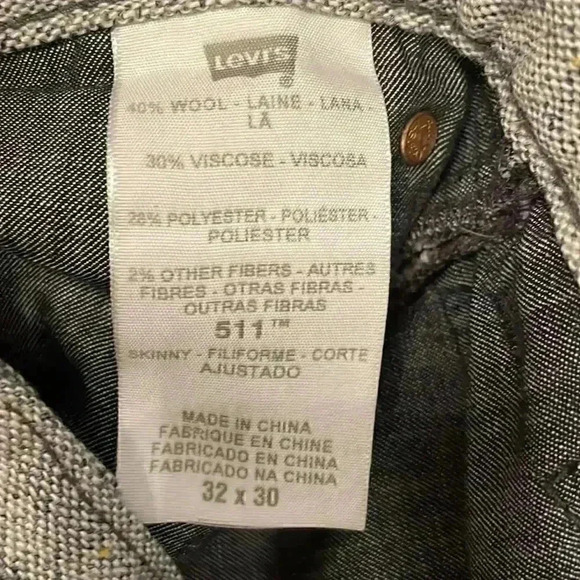 Levi's
40% WOOL - LAINE - LANA -
LÃ
30% VISCOSE - VISCOSA
28% POLYESTER - POLIÉSTER -
POLIESTER
2% OTHER FIBERS - AUTRES
FIBRES - OTRAS FIBRAS -
OUTRAS FIBRAS
511™
SKINNY - FILIFORME - CORTE
AJUSTADO
MADE IN CHINA
FABRIQUE EN CHINE
FABRICADO EN CHINA
FABRICADO NA CHINA
32 x 30